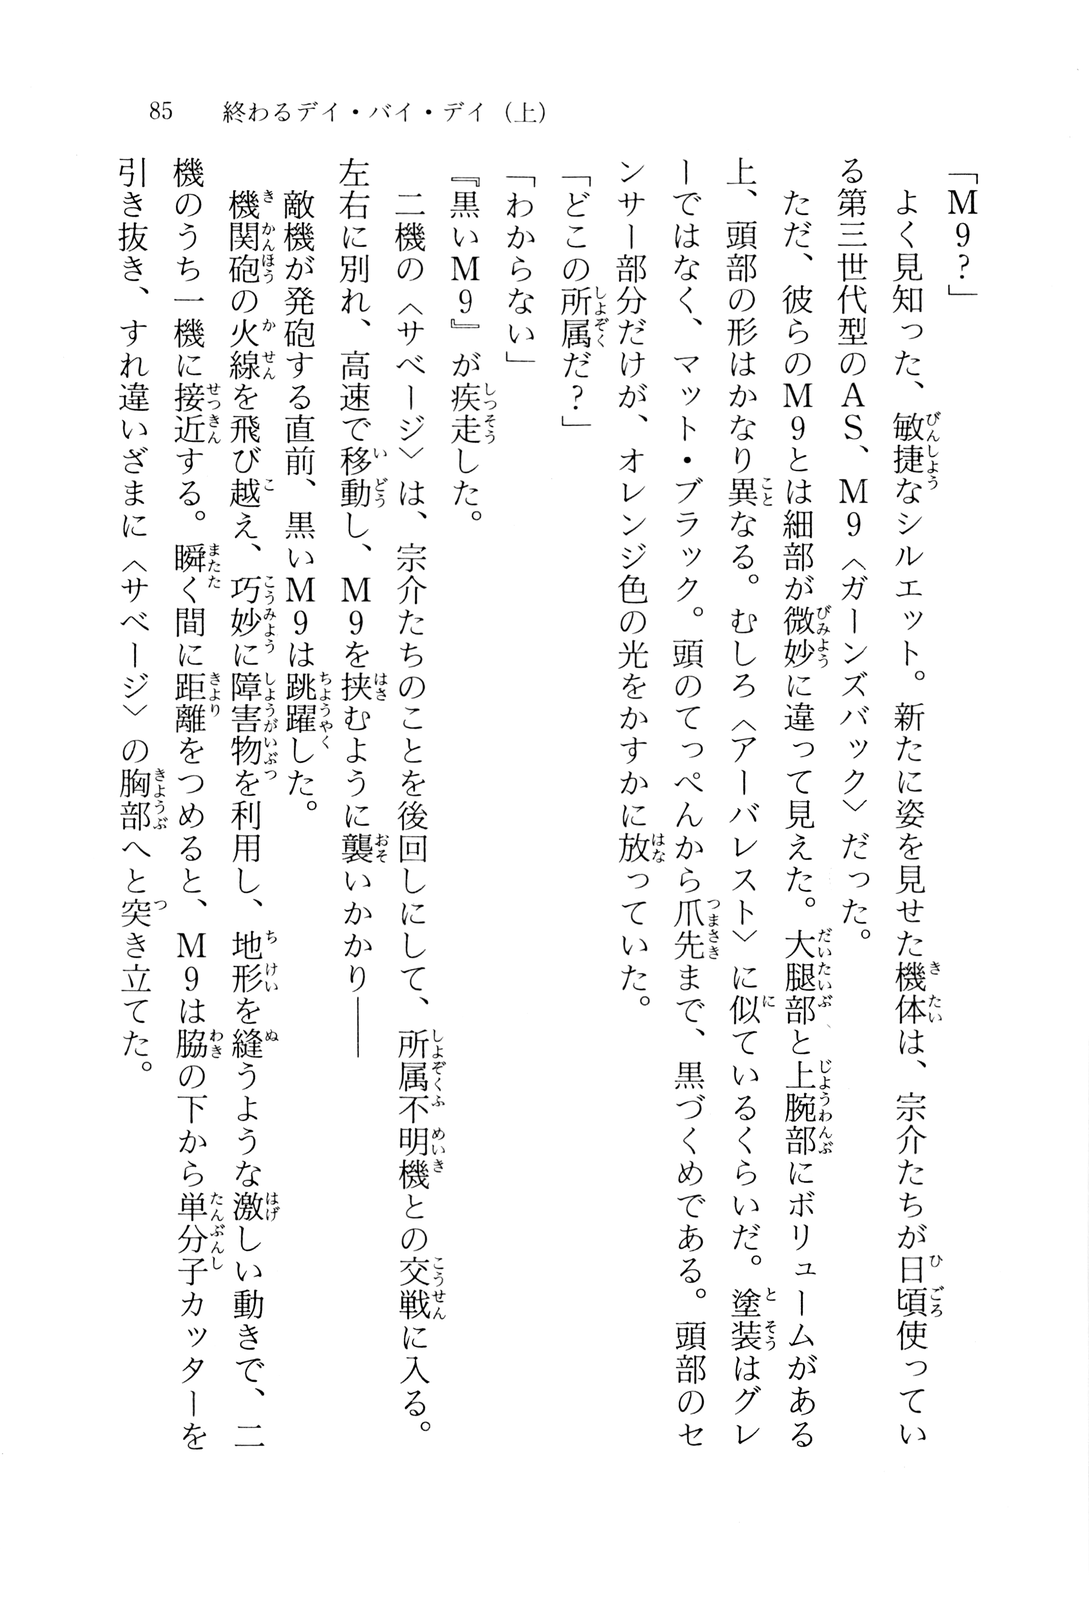 85　終わるデイ・バイ・デイ（上）
「Ｍ９？」
　よく見知った、敏捷なシルエット。新たに姿を見せた機体は、宗介たちが日頃使ってい
る第三世代型のＡＳ、Ｍ９〈ガーンズバック〉だった。
　ただ、彼らのＭ９とは細部が微妙に違って見えた。大腿部と上腕部にボリュームがある
上、頭部の形はかなり異なる。むしろ〈アーバレスト〉に似ているくらいだ。塗装はグレ
ーではなく、マット・ブラック。頭のてっぺんから爪先まで、黒づくめである。頭部のセ
ンサー部分だけが、オレンジ色の光をかすかに放っていた。
「どこの所属だ？」
「わからない」
『黒いＭ９』が疾走した。
　二機の〈サベージ〉は、宗介たちのことを後回しにして、所属不明機との交戦に入る。
左右に別れ、高速で移動し、Ｍ９を挟むように襲いかかり――
　敵機が発砲する直前、黒いＭ９は跳躍した。
　機関砲の火線を飛び越え、巧妙に障害物を利用し、地形を縫うような激しい動きで、二
機のうち一機に接近する。瞬く間に距離をつめると、Ｍ９は脇の下から単分子カッターを
引き抜き、すれ違いざまに〈サベージ〉の胸部へと突き立てた。